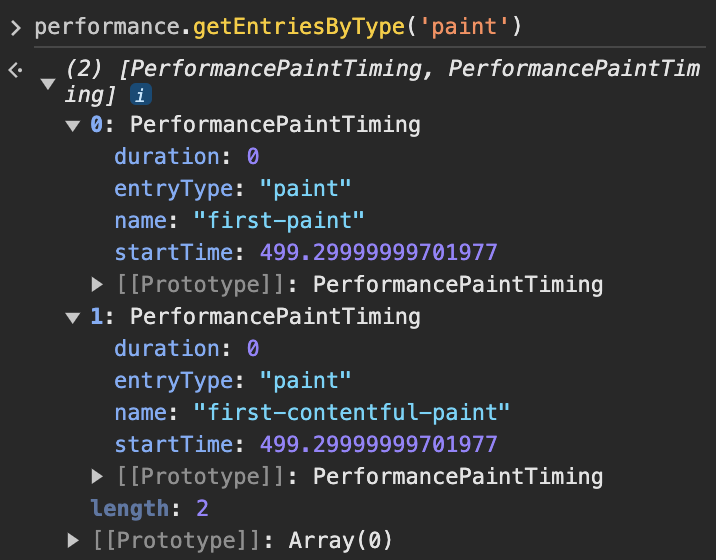 > performance.getEntriesByType('paint')
(2) [PerformancePaintTiming, PerformancePaintTim
ing] i
0: PerformancePaintTiming
duration: 0
entryType: "paint"
name: "first-paint"
startTime: 499.29999999701977
[[Prototype]]: PerformancePaintTiming
1: PerformancePaintTiming
duration: 0
entryType: "paint"
name: "first-contentful-paint"
startTime: 499.29999999701977
[[Prototype]]: PerformancePaintTiming
length: 2
[[Prototype]]: Array(0)